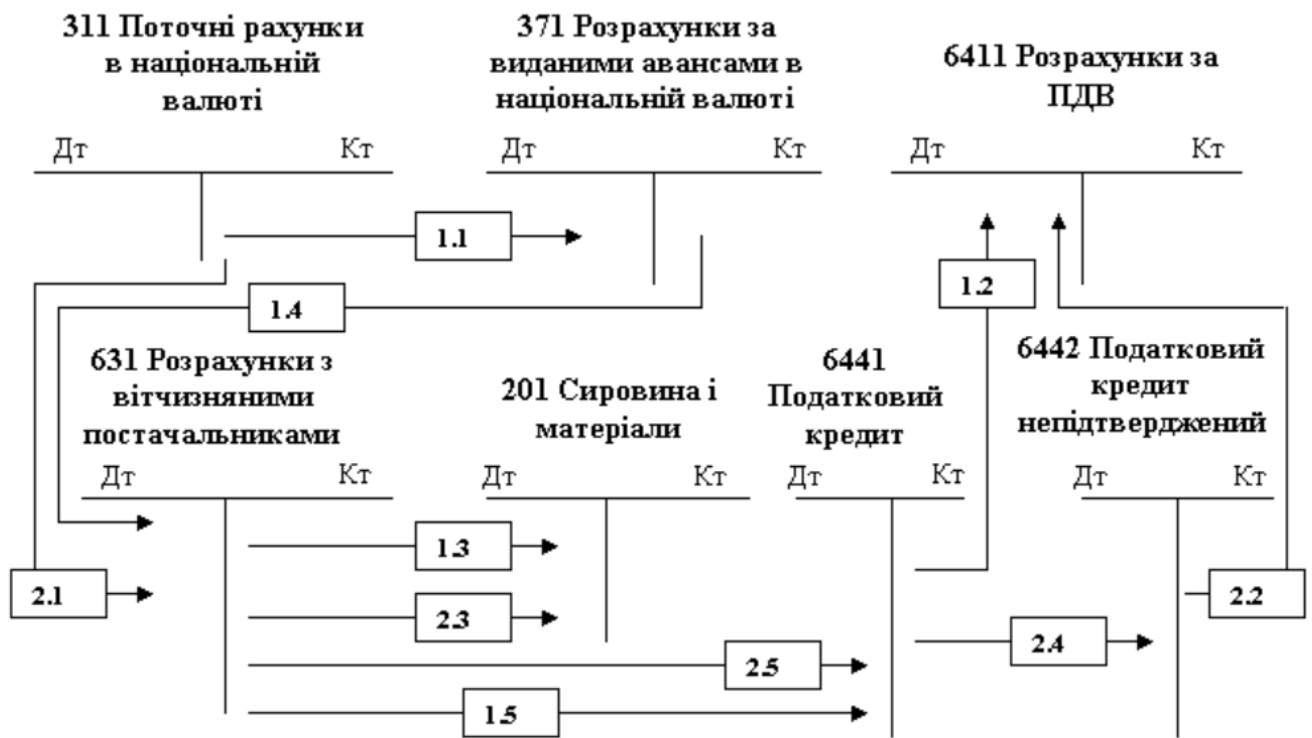 311 Поточні рахунки
в національній
валюті
371 Розрахунки за
виданими авансами в
національній валюті
6411 Розрахунки за
ПДВ
Дт Кт
Дт Кт
Дт Кт
1.1
1.2
1.4
631 Розрахунки з
вітчизняними
постачальниками
201 Сировина і
матеріали
6441
Податковий
кредит
6442 Податковий
кредит
непідтверджений
Дт Кт
Дт Кт
Дт Кт
Дт Кт
1.3
2.1
2.3
2.2
2.4
2.5
1.5